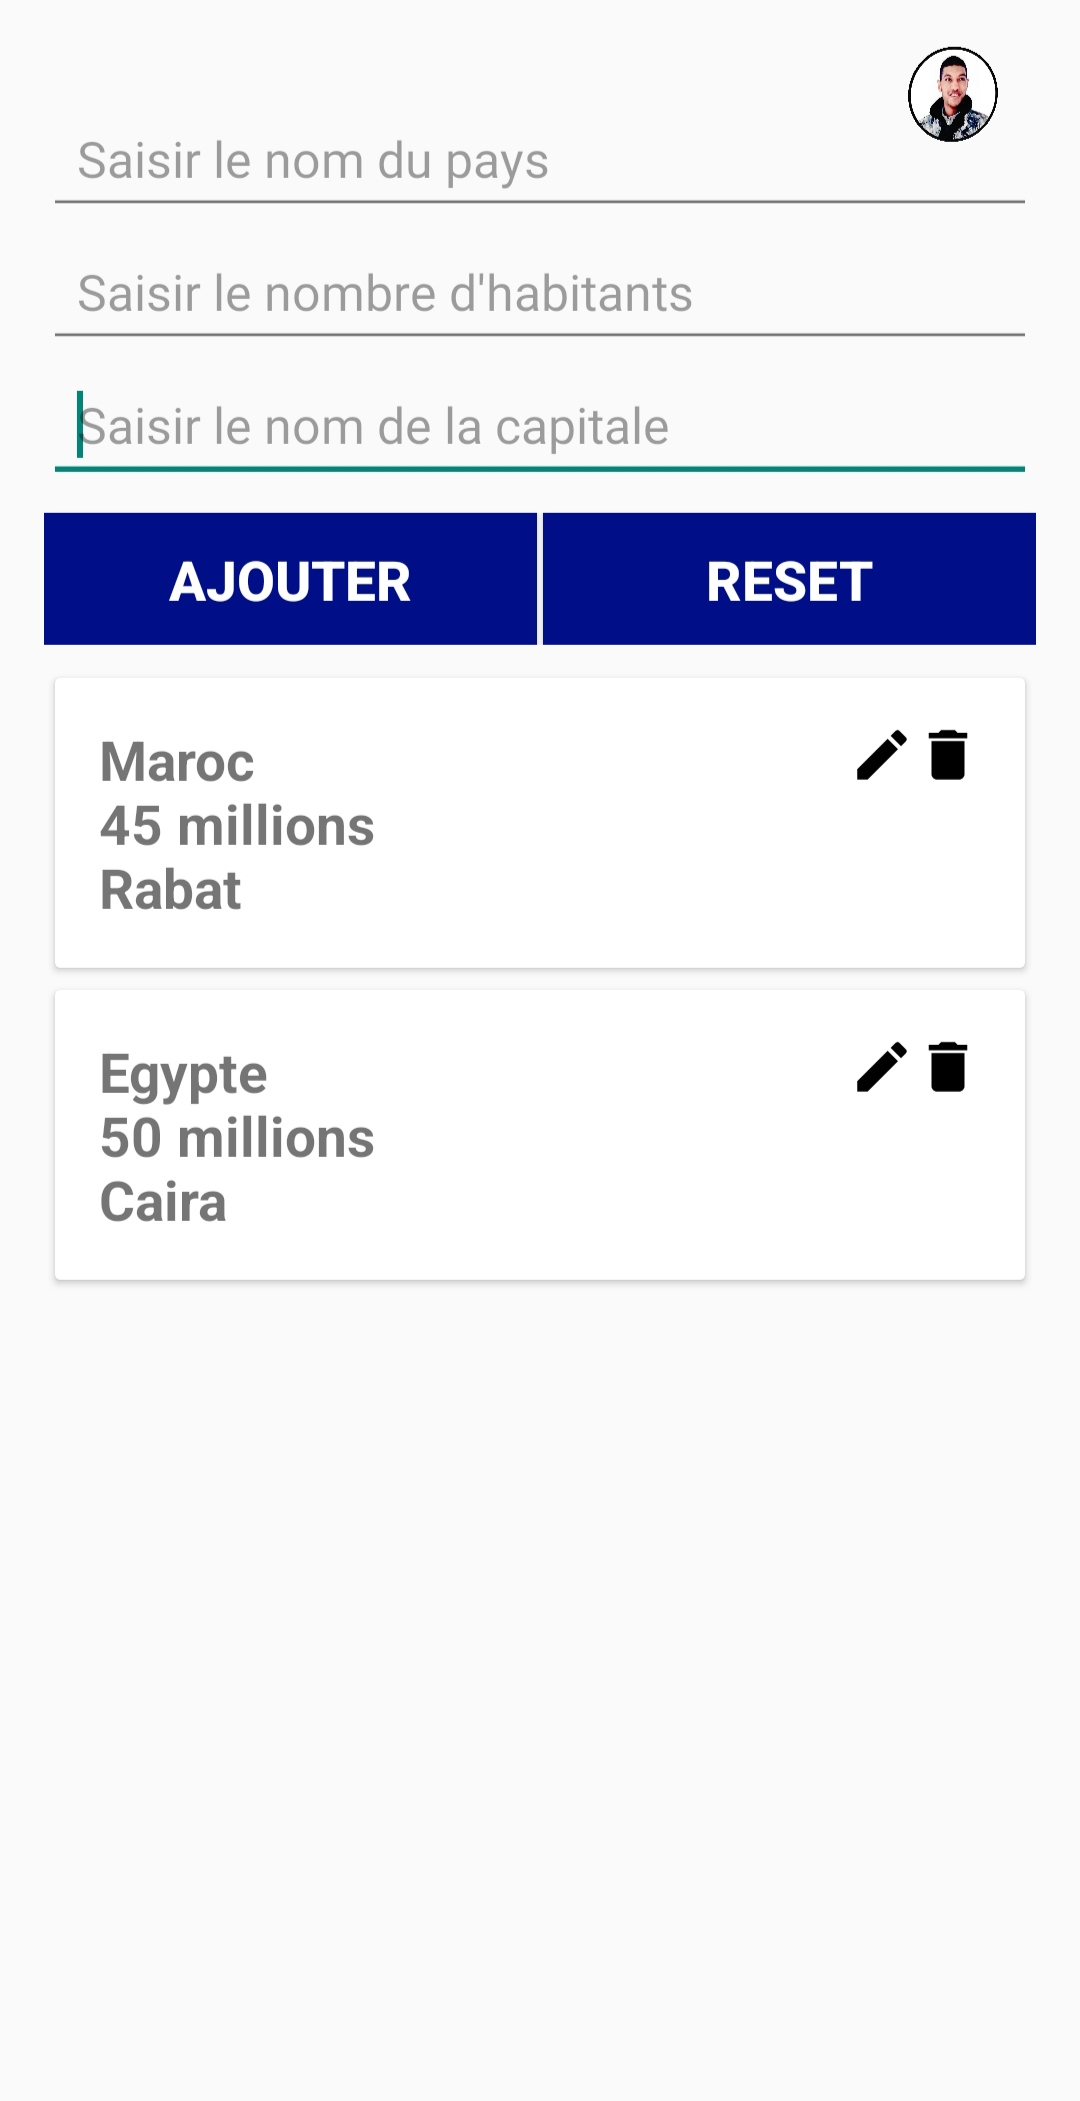 Saisir le nom du pays
Saisir le nombre d'habitants
Saisir le nom de la capitale
AJOUTER
RESET
Maroc
45 millions
Rabat
Egypte
50 millions
Caira